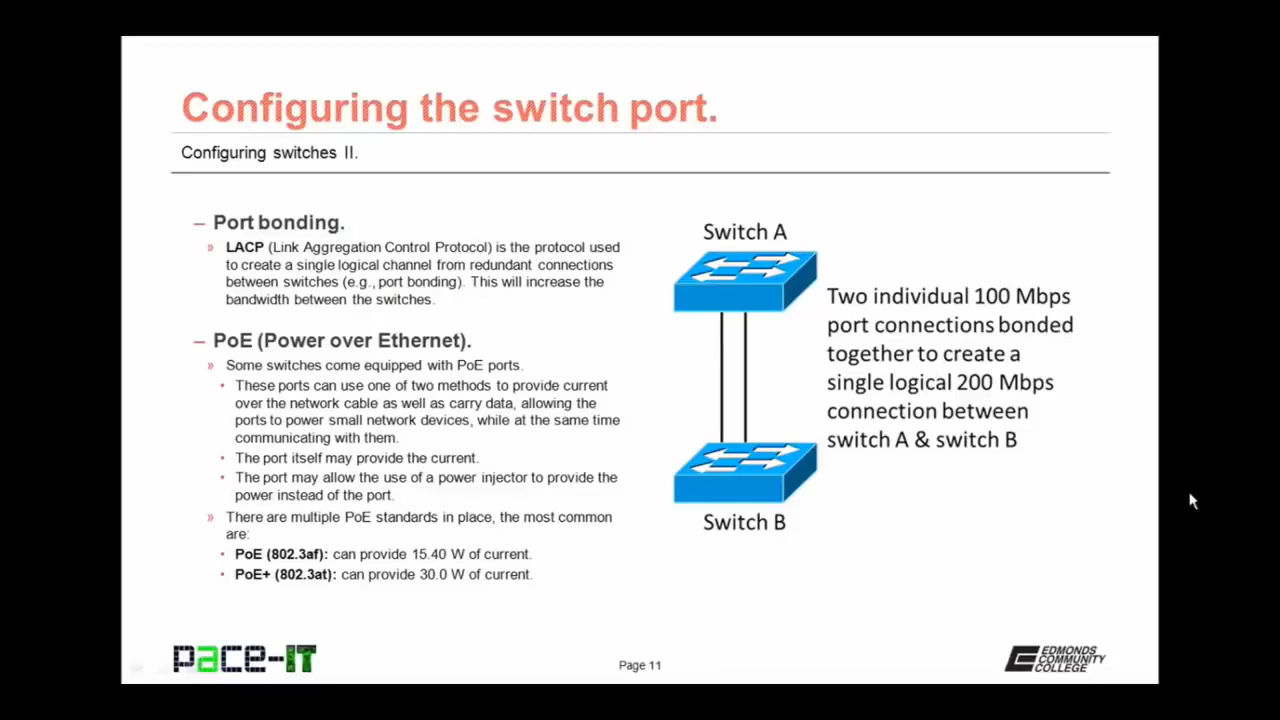 Configuring the switch port.
Configuring switches II.
– Port bonding.
» LACP (Link Aggregation Control Protocol) is the protocol used
to create a single logical channel from redundant connections
between switches (e.g., port bonding). This will increase the
bandwidth between the switches.
– PoE (Power over Ethernet).
» Some switches come equipped with PoE ports.
• These ports can use one of two methods to provide current
over the network cable as well as carry data, allowing the
ports to power small network devices, while at the same time
communicating with them.
• The port itself may provide the current.
• The port may allow the use of a power injector to provide the
power instead of the port.
» There are multiple PoE standards in place, the most common
are:
• PoE (802.3af): can provide 15.40 W of current.
• PoE+ (802.3at): can provide 30.0 W of current.
Switch A
Two individual 100 Mbps
port connections bonded
together to create a
single logical 200 Mbps
connection between
switch A & switch B
Switch B
pace-IT
Page 11
EDMONDS
COMMUNITY
COLLEGE